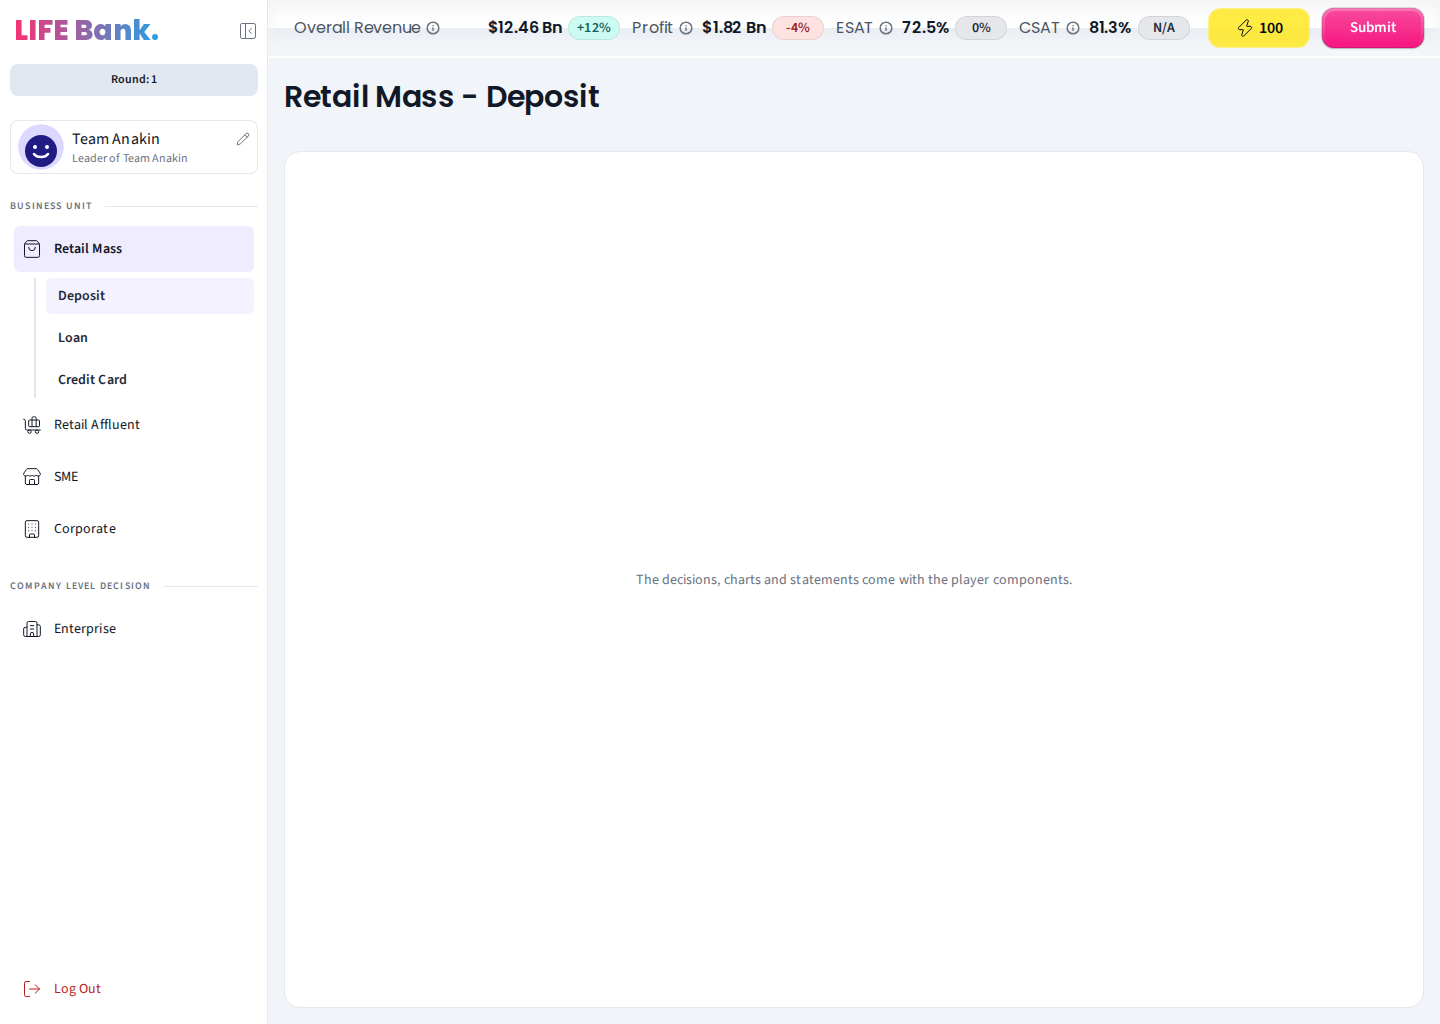 LIFE Bank.
Round: 1
Team Anakin
Leader of Team Anakin
BUSINESS UNIT
Retail Mass
Deposit
Loan
Credit Card
Retail Affluent
SME
Corporate
COMPANY LEVEL DECISION
Enterprise
Log Out
Overall Revenue $12.46 Bn +12% Profit $1.82 Bn -4% ESAT 72.5% 0% CSAT 81.3% N/A 100 Submit
Retail Mass - Deposit
The decisions, charts and statements come with the player components.